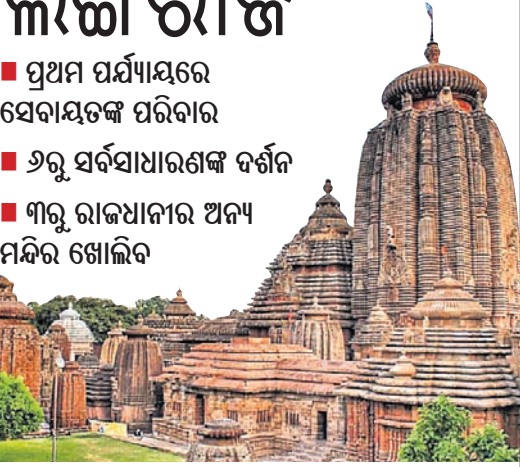 ପ୍ରଥମ ପର୍ଯ୍ୟାୟରେ
ସେବାୟତଙ୍କ ପରିବାର
୬ରୁ ସର୍ବସାଧାରଣଙ୍କ ଦର୍ଶନ
୩ରୁ ରାଜଧାନୀର ଅନ୍ୟ
ମନ୍ଦିର ଖୋଲିବ